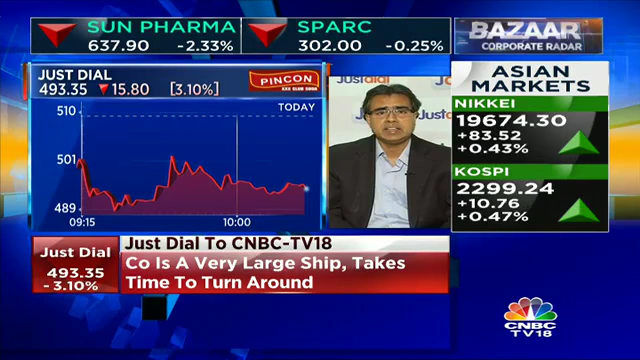 SUN PHARMA
637.90 -2.33%
SPARC
302.00 -0.25%
BAZAAR
CORPORATE RADAR
JUST DIAL
493.35 15.80 [3.10%]
PINCON
TODAY
510
501
489
09:15 10:00
Justdial
Justdial
ASIAN
MARKETS
NIKKEI
19674.30
+83.52
+0.43%
KOSPI
2299.24
+10.76
+0.47%
Just Dial
493.35
-3.10%
Just Dial To CNBC-TV18
Co Is A Very Large Ship, Takes
Time To Turn Around
CNBC
TV18